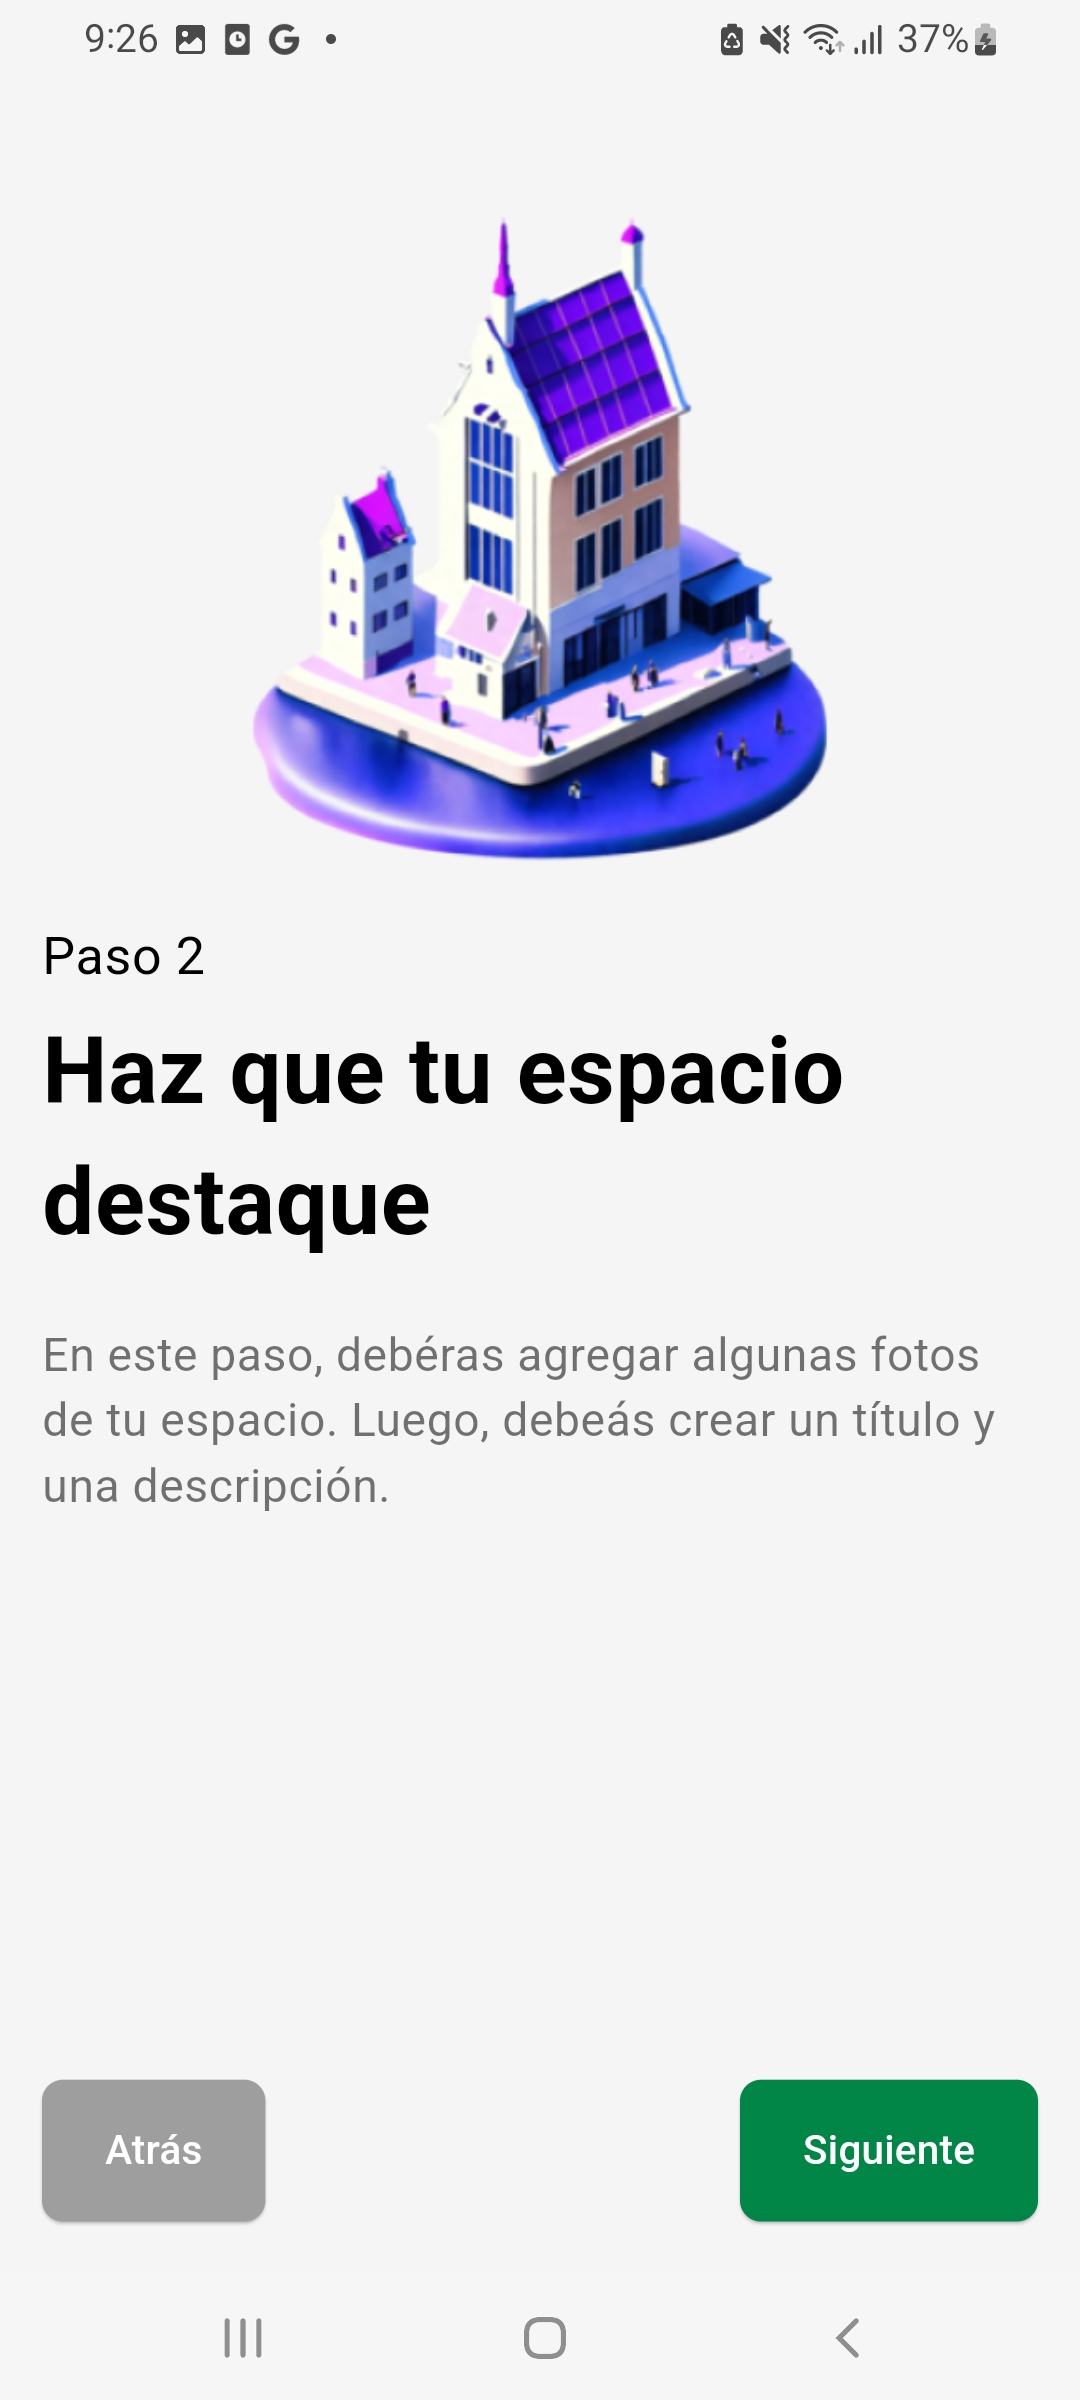 9:26
37%
Paso 2
Haz que tu espacio
destaque
En este paso, debéras agregar algunas fotos
de tu espacio. Luego, debeás crear un título y
una descripción.
Atrás
Siguiente